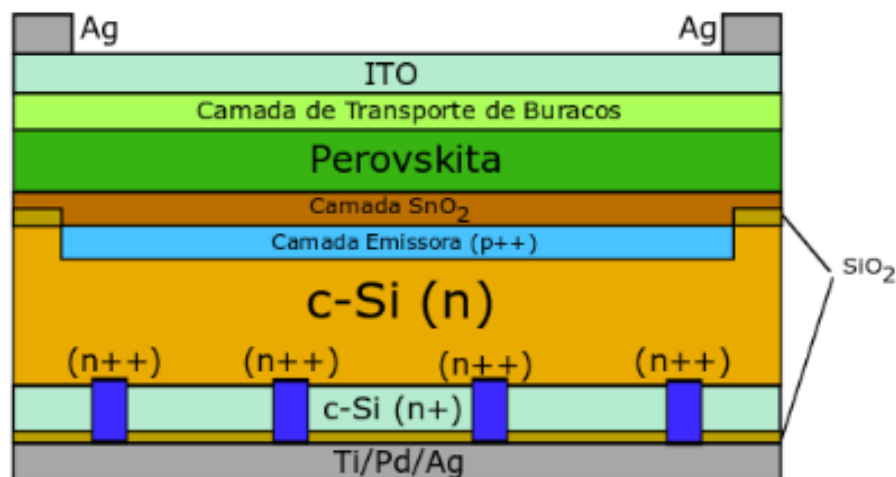 Ag Ag
ITO
Camada de Transporte de Buracos
Perovskita
Camada SnO2
Camada Emissora (p++)
SiO2
c-Si (n)
(n++) (n++) (n++) (n++)
c-Si (n+)
Ti/Pd/Ag